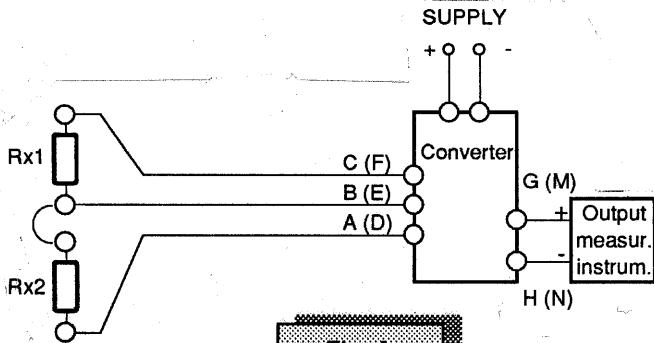 SUPPLY
+ -
Rx1
C (F)
Converter
B (E)
G (M)
A (D)
+ Output
measur.
- instrum.
Rx2
H (N)